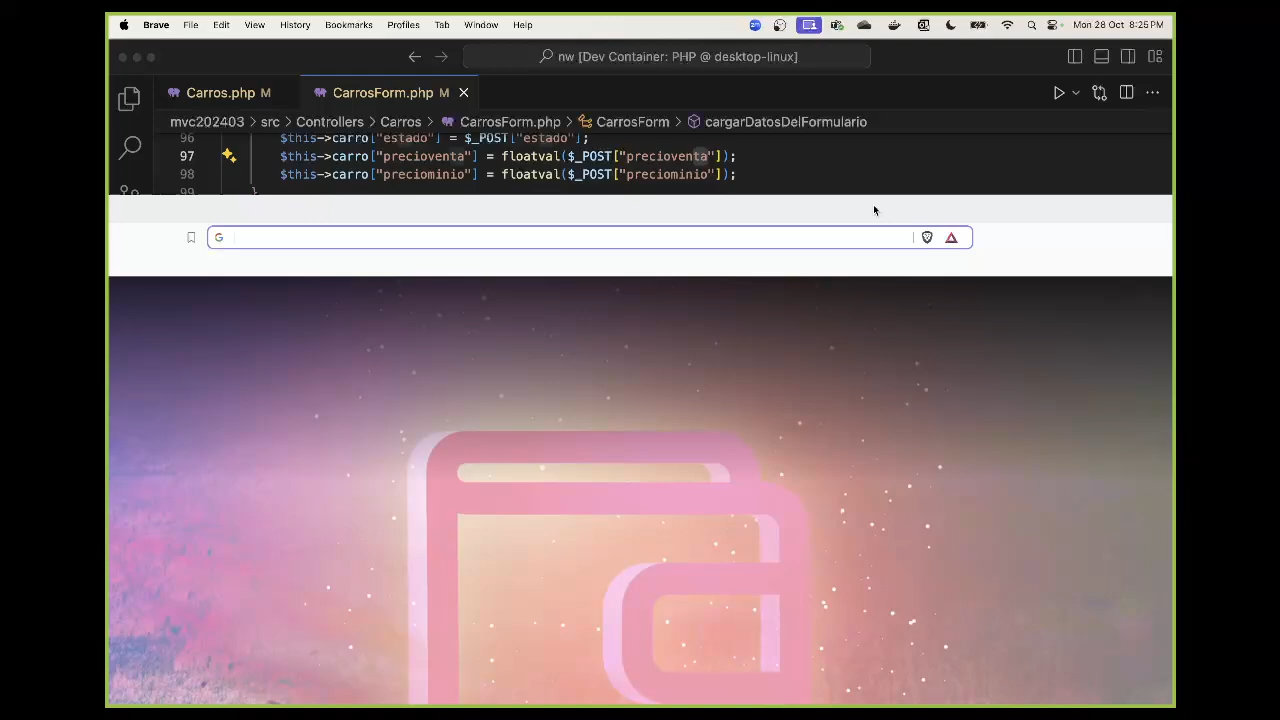 Brave File Edit View History Bookmarks Profiles Tab Window Help Mon 28 Oct 8:25 PM
nw [Dev Container: PHP @ desktop-linux]
Carros.php M CarrosForm.php M
mvc202403 > src > Controllers > Carros > CarrosForm.php > CarrosForm > cargarDatosDelFormulario
96 $this->carro["estado"] = $_POST["estado"];
97 $this->carro["precioventa"] = floatval($_POST["precioventa"]);
98 $this->carro["preciominio"] = floatval($_POST["preciominio"]);
99 }